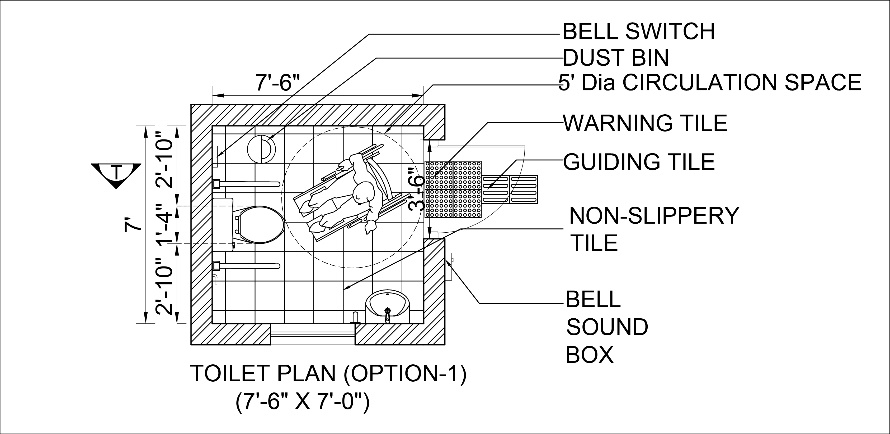 BELL SWITCH
DUST BIN
5' Dia CIRCULATION SPACE
7'-6"
WARNING TILE
GUIDING TILE
NON-SLIPPERY
TILE
BELL
SOUND
BOX
T
7'
2'-10"
1'-4"
2'-10"
3'-6"
TOILET PLAN (OPTION-1)
(7'-6" X 7'-0")